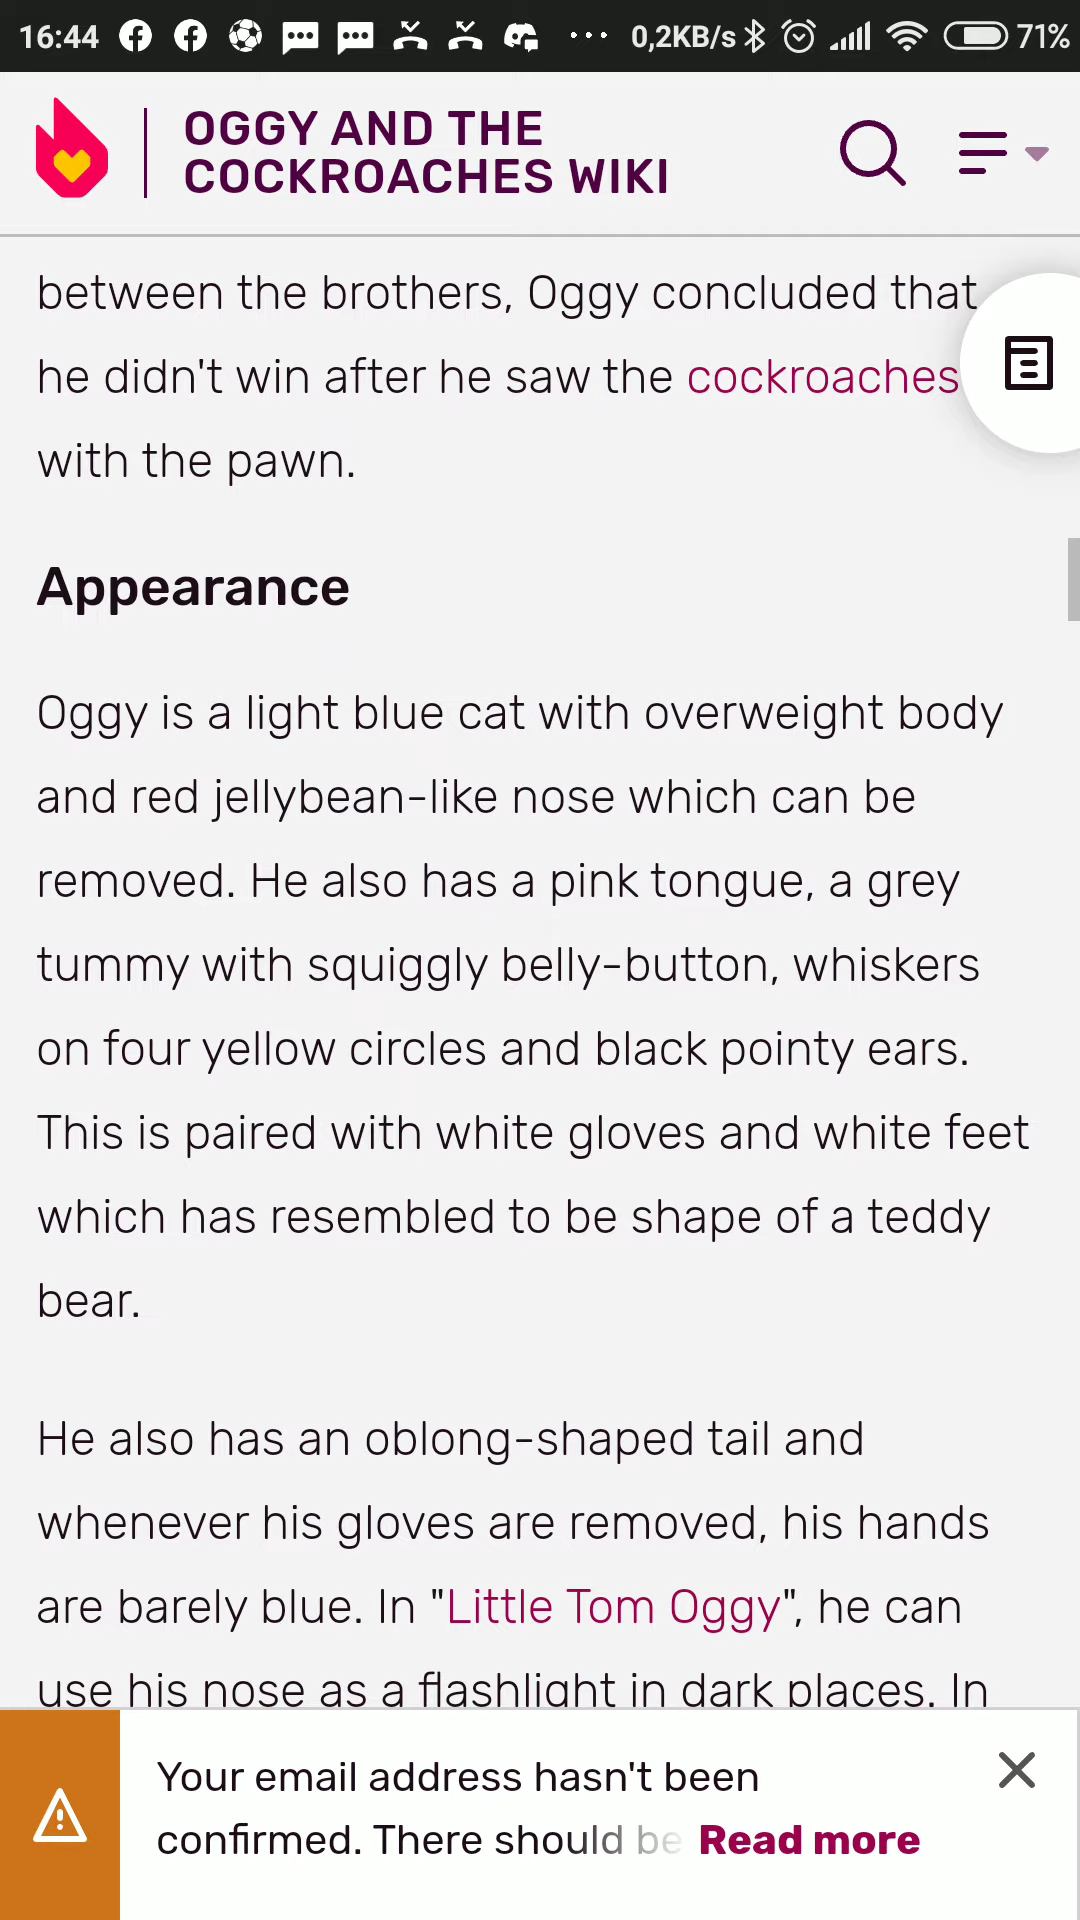 16:44 0,2KB/s 71%
OGGY AND THE
COCKROACHES WIKI
between the brothers, Oggy concluded that
he didn't win after he saw the cockroaches
with the pawn.
Appearance
Oggy is a light blue cat with overweight body
and red jellybean-like nose which can be
removed. He also has a pink tongue, a grey
tummy with squiggly belly-button, whiskers
on four yellow circles and black pointy ears.
This is paired with white gloves and white feet
which has resembled to be shape of a teddy
bear.
He also has an oblong-shaped tail and
whenever his gloves are removed, his hands
are barely blue. In "Little Tom Oggy", he can
use his nose as a flashlight in dark places. In
Your email address hasn't been
confirmed. There should be Read more